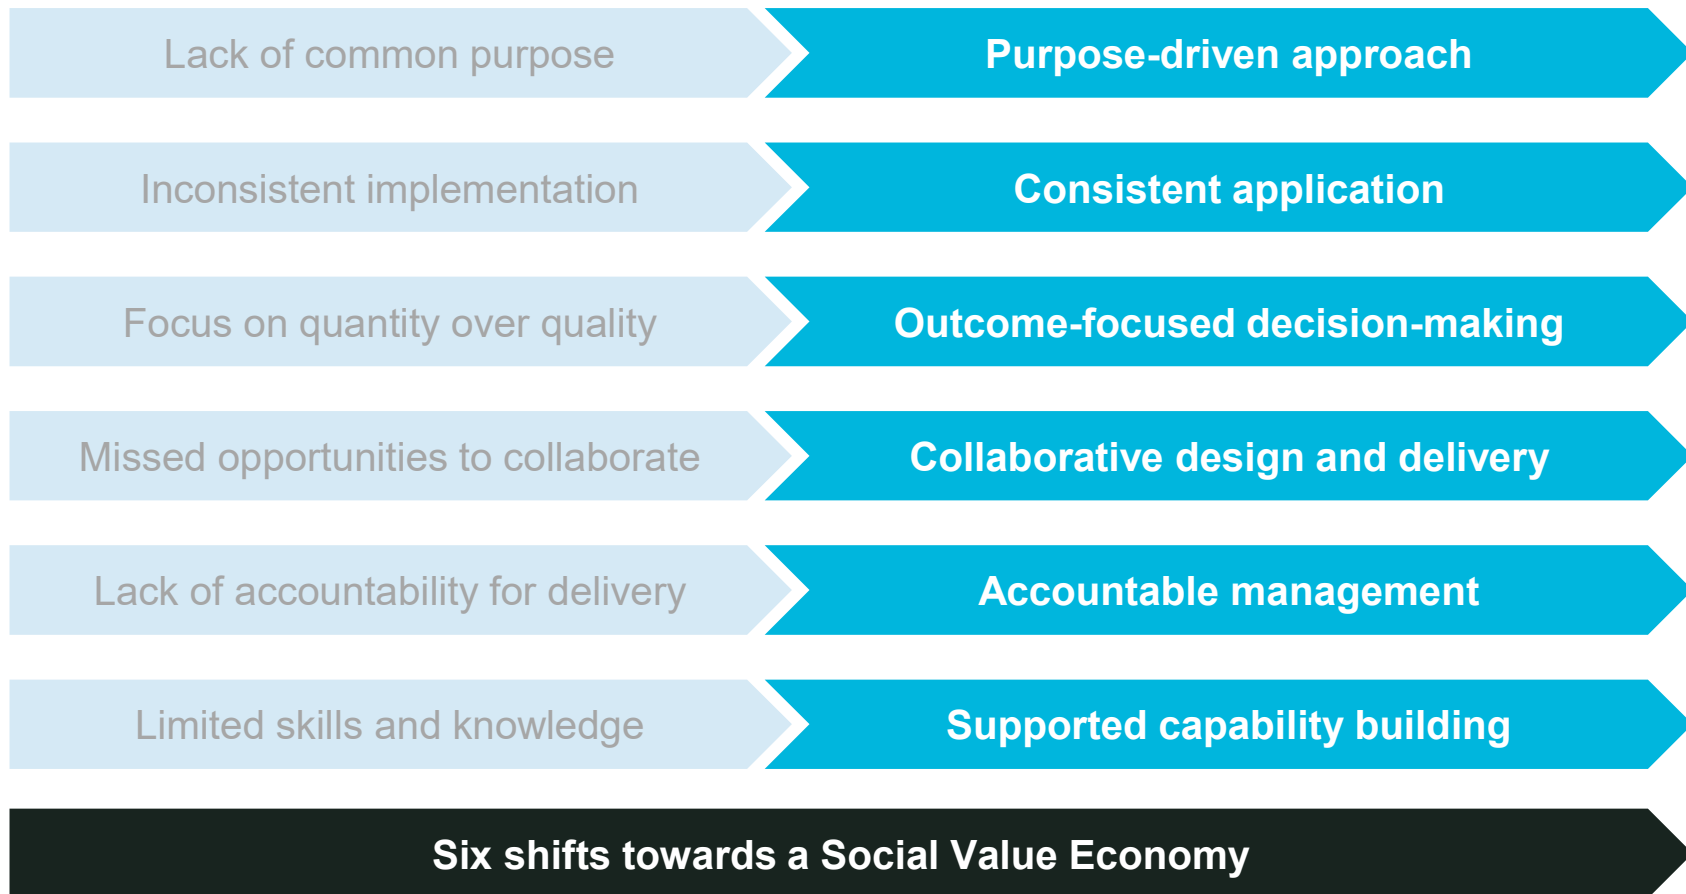 Lack of common purpose
Purpose-driven approach
Inconsistent implementation
Consistent application
Focus on quantity over quality
Outcome-focused decision-making
Missed opportunities to collaborate
Collaborative design and delivery
Lack of accountability for delivery
Accountable management
Limited skills and knowledge
Supported capability building
Six shifts towards a Social Value Economy